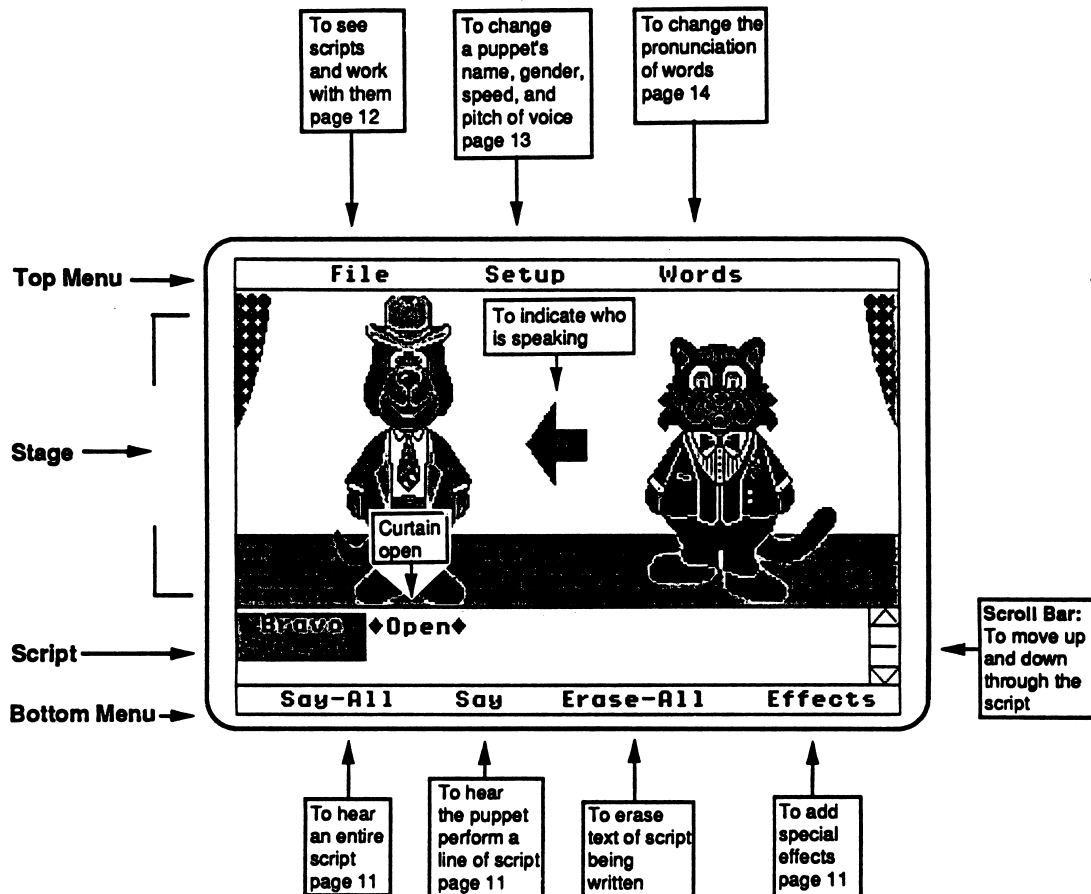 To see
scripts
and work
with them
page 12
To change
a puppet's
name, gender,
speed, and
pitch of voice
page 13
To change the
pronunciation
of words
page 14
Top Menu
File Setup Words
To indicate who
is speaking
Stage
Curtain
open
Script
Bravo ♦Open♦
Scroll Bar:
To move up
and down
through the
script
Bottom Menu
Say-All Say Erase-All Effects
To hear
an entire
script
page 11
To hear
the puppet
perform a
line of script
page 11
To erase
text of script
being
written
To add
special
effects
page 11